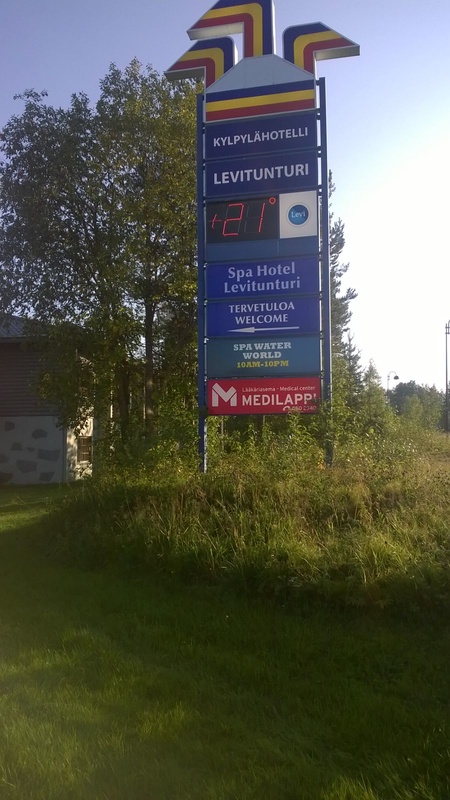 KYLPYLÄHOTELLI
LEVITUNTURI
+21°
Levi
Spa Hotel
Levitunturi
TERVETULOA
WELCOME
SPA WATER
WORLD
10AM-10PM
Lääkäriasema · Medical center
M MEDILAPPI